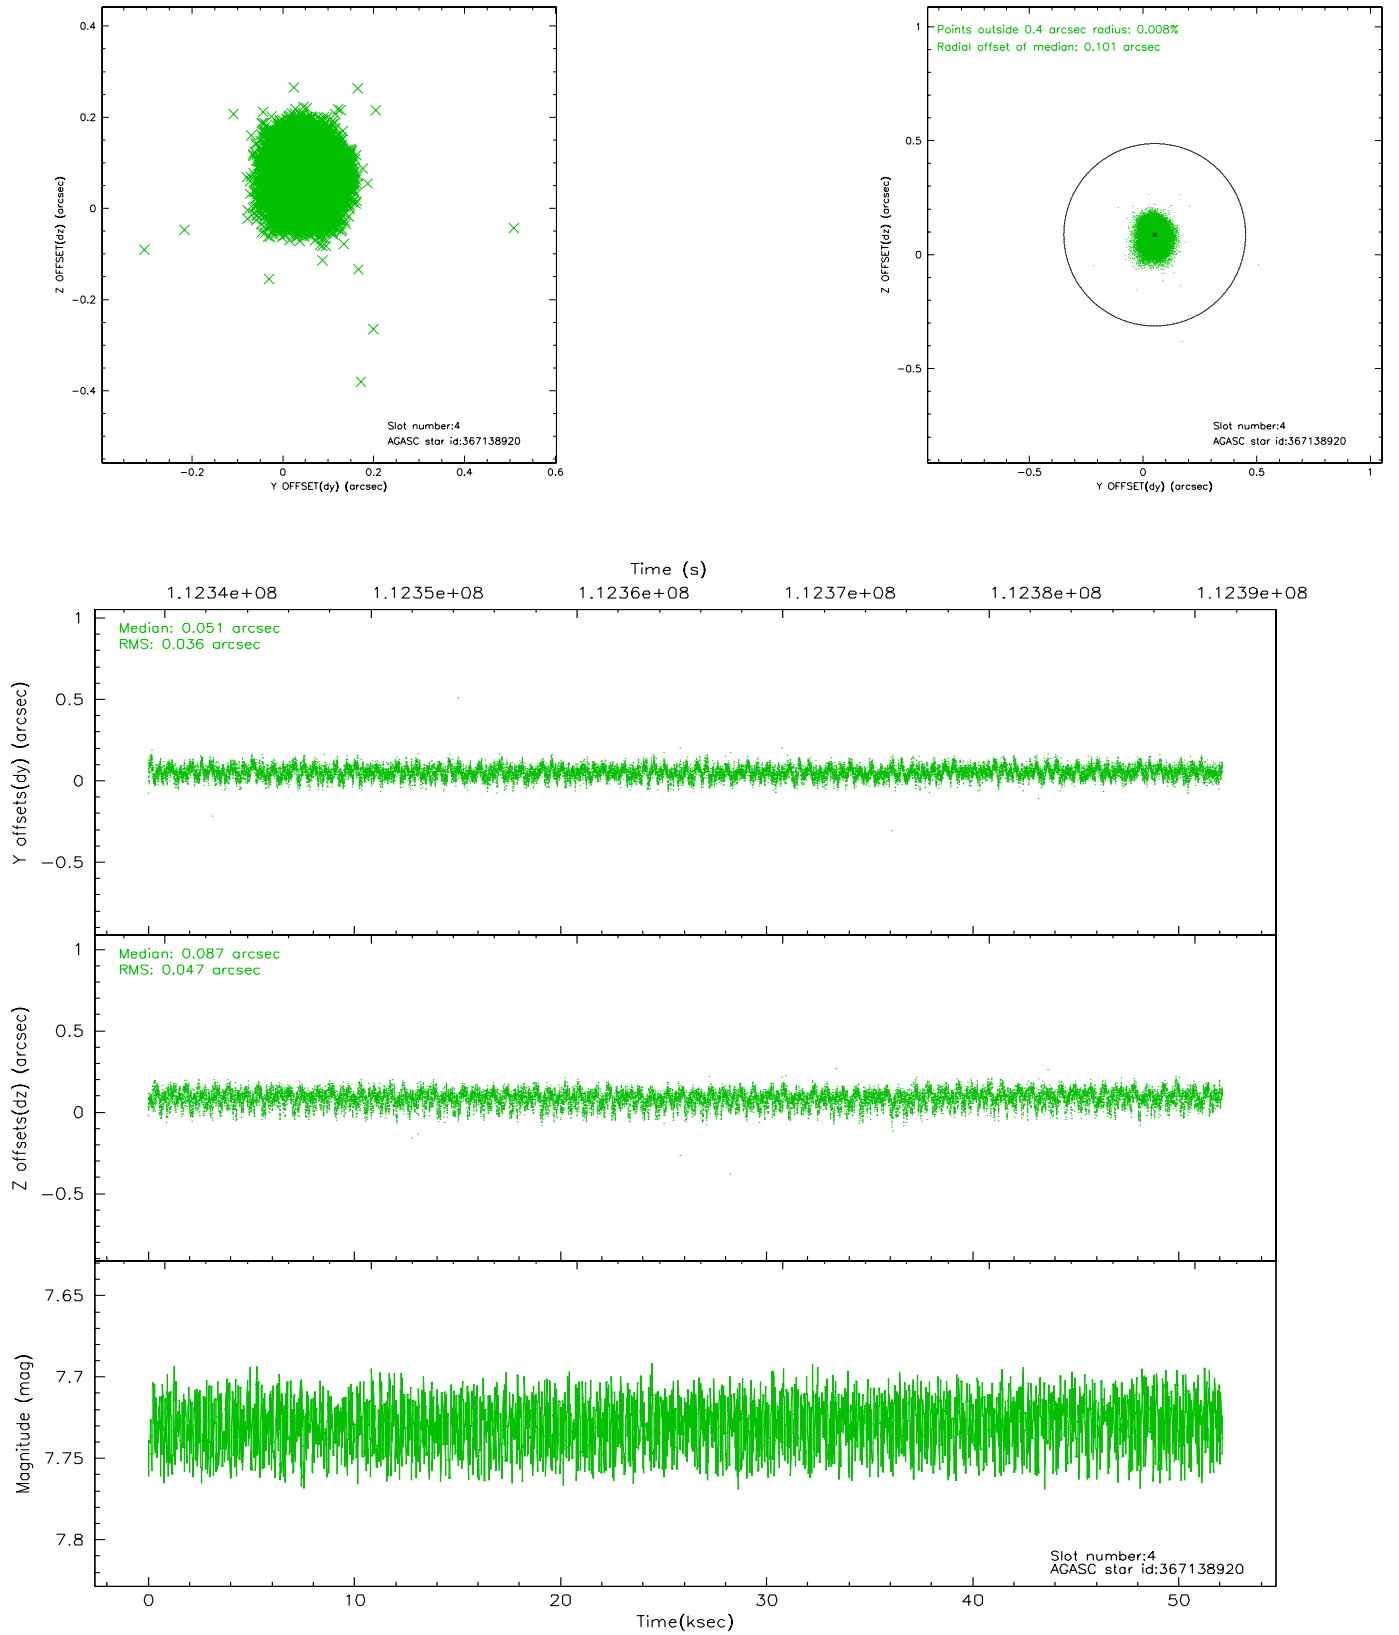 0.4
0.2
0
−0.2
−0.4
Z OFFSET(dz) (arcsec)
Slot number:4
AGASC star id:367138920
−0.2 0 0.2 0.4 0.6
Y OFFSET(dy) (arcsec)
Points outside 0.4 arcsec radius: 0.008%
Radial offset of median: 0.101 arcsec
1
0.5
0
−0.5
Z OFFSET(dz) (arcsec)
Slot number:4
AGASC star id:367138920
−0.5 0 0.5 1
Y OFFSET(dy) (arcsec)
Time (s)
1.1234e+08 1.1235e+08 1.1236e+08 1.1237e+08 1.1238e+08 1.1239e+08
Median: 0.051 arcsec
RMS: 0.036 arcsec
1
0.5
0
−0.5
Y offsets(dy) (arcsec)
Median: 0.087 arcsec
RMS: 0.047 arcsec
1
0.5
0
−0.5
Z offsets(dz) (arcsec)
7.65
7.7
7.75
7.8
Magnitude (mag)
Slot number:4
AGASC star id:367138920
0 10 20 30 40 50
Time(ksec)